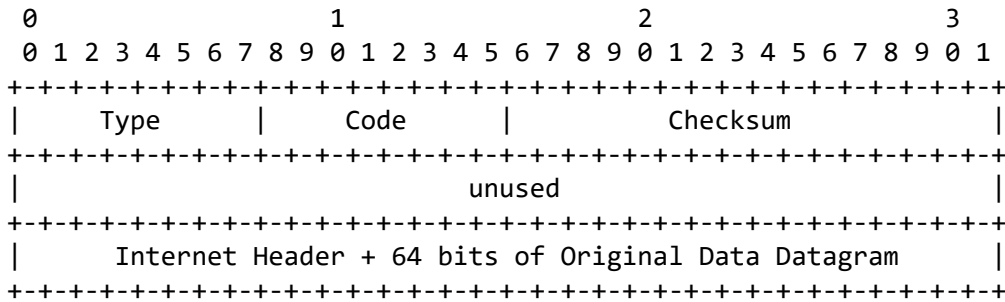 0                   1                   2                   3
 0 1 2 3 4 5 6 7 8 9 0 1 2 3 4 5 6 7 8 9 0 1 2 3 4 5 6 7 8 9 0 1
+-+-+-+-+-+-+-+-+-+-+-+-+-+-+-+-+-+-+-+-+-+-+-+-+-+-+-+-+-+-+-+-+
|     Type      |     Code      |          Checksum             |
+-+-+-+-+-+-+-+-+-+-+-+-+-+-+-+-+-+-+-+-+-+-+-+-+-+-+-+-+-+-+-+-+
|                             unused                            |
+-+-+-+-+-+-+-+-+-+-+-+-+-+-+-+-+-+-+-+-+-+-+-+-+-+-+-+-+-+-+-+-+
|      Internet Header + 64 bits of Original Data Datagram      |
+-+-+-+-+-+-+-+-+-+-+-+-+-+-+-+-+-+-+-+-+-+-+-+-+-+-+-+-+-+-+-+-+